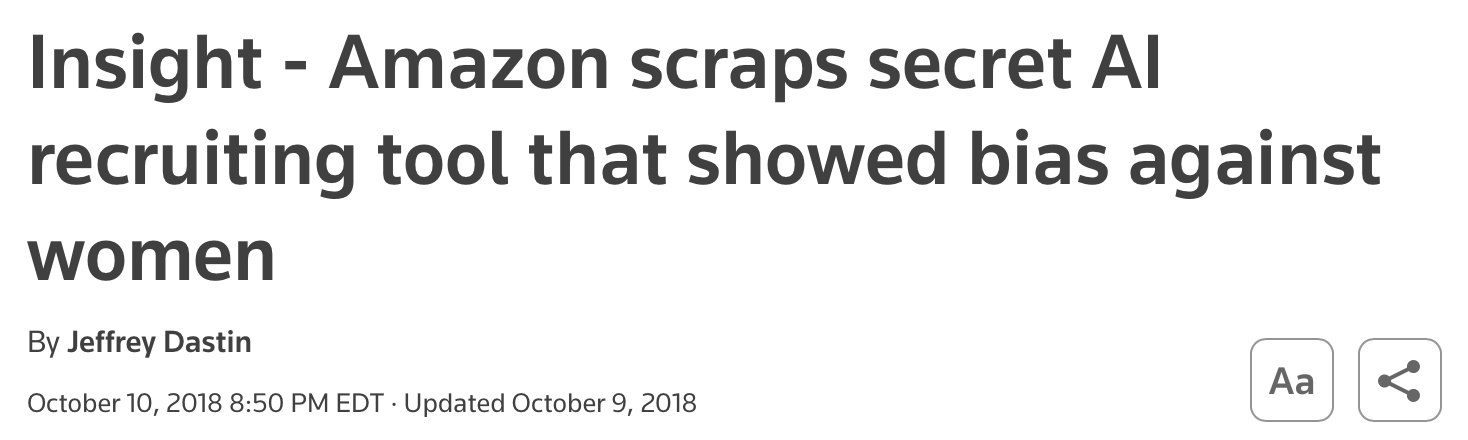 Insight - Amazon scraps secret AI
recruiting tool that showed bias against
women
By Jeffrey Dastin
October 10, 2018 8:50 PM EDT · Updated October 9, 2018
Aa